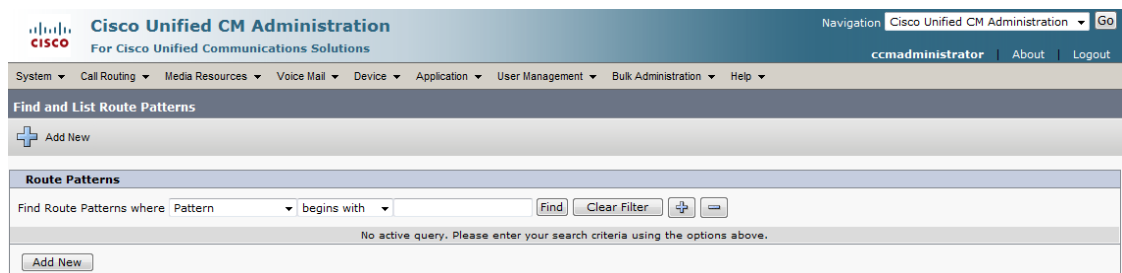 Cisco Unified CM Administration
Navigation Cisco Unified CM Administration Go
CISCO
For Cisco Unified Communications Solutions
ccmadministrator | About | Logout
System Call Routing Media Resources Voice Mail Device Application User Management Bulk Administration Help
Find and List Route Patterns
Add New
Route Patterns
Find Route Patterns where Pattern begins with Find Clear Filter
No active query. Please enter your search criteria using the options above.
Add New